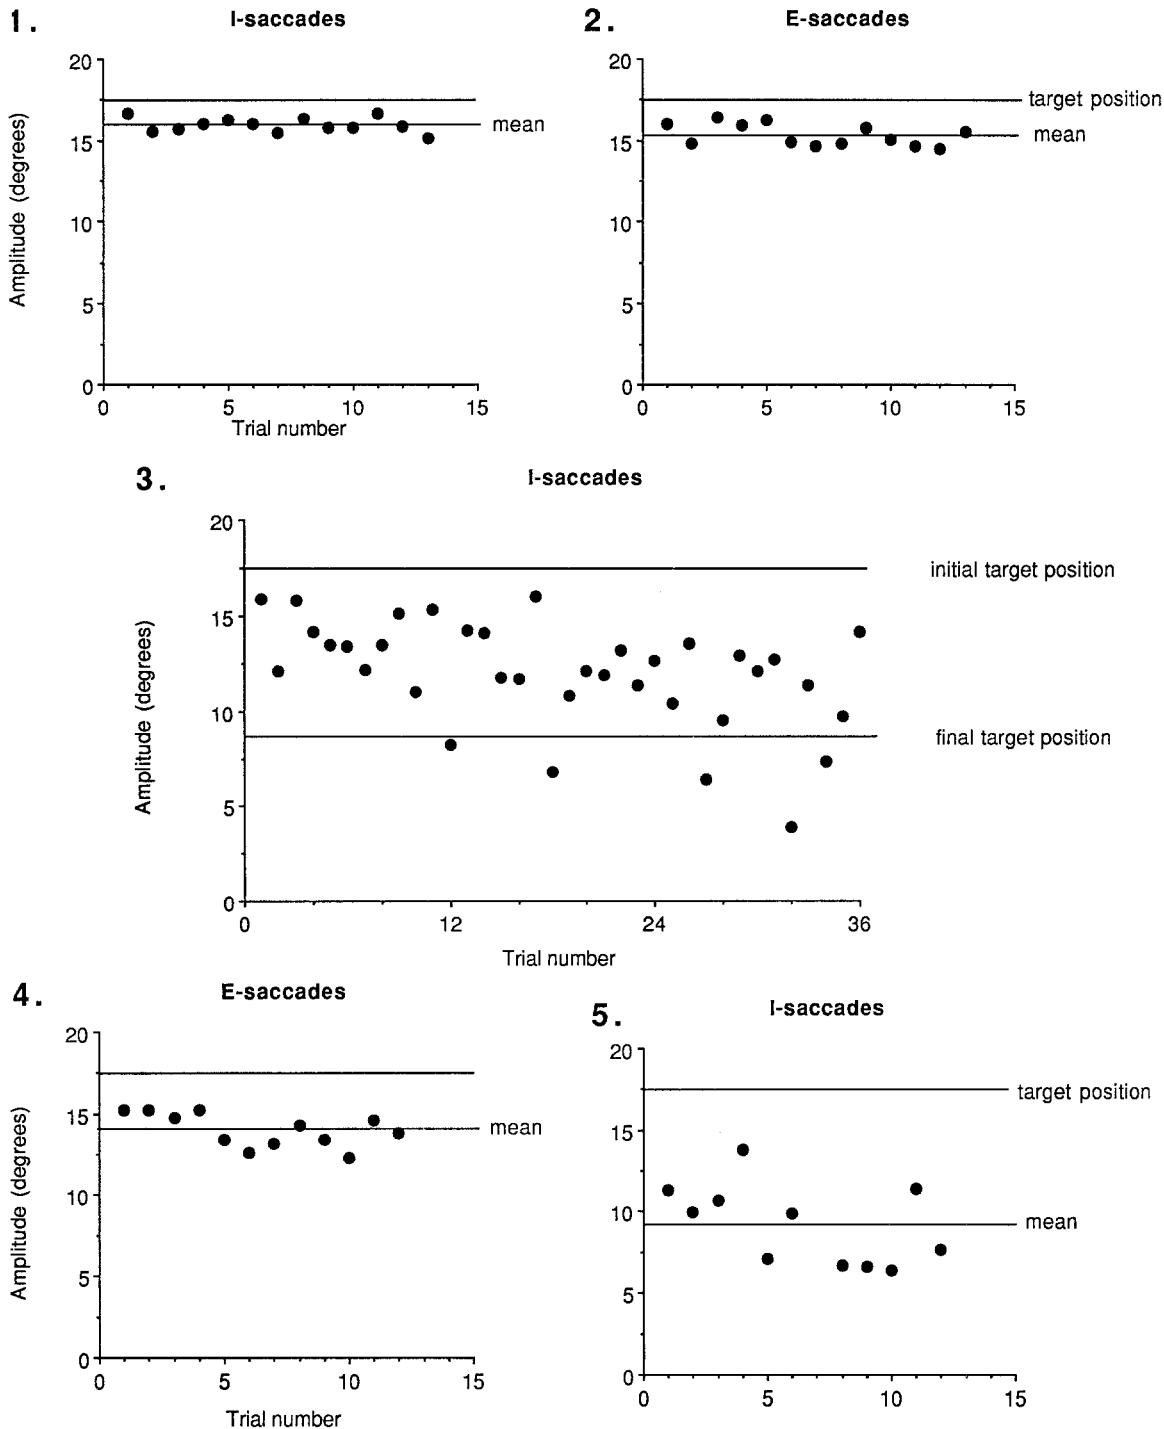 1.
I-saccades
20
15
10
5
0
Amplitude (degrees)
mean
0 5 10 15
Trial number
2.
E-saccades
20
15
10
5
0
target position
mean
0 5 10 15
3.
I-saccades
20
15
10
5
0
Amplitude (degrees)
initial target position
final target position
0 12 24 36
Trial number
4.
E-saccades
20
15
10
5
0
Amplitude (degrees)
mean
0 5 10 15
Trial number
5.
I-saccades
20
15
10
5
0
target position
mean
0 5 10 15